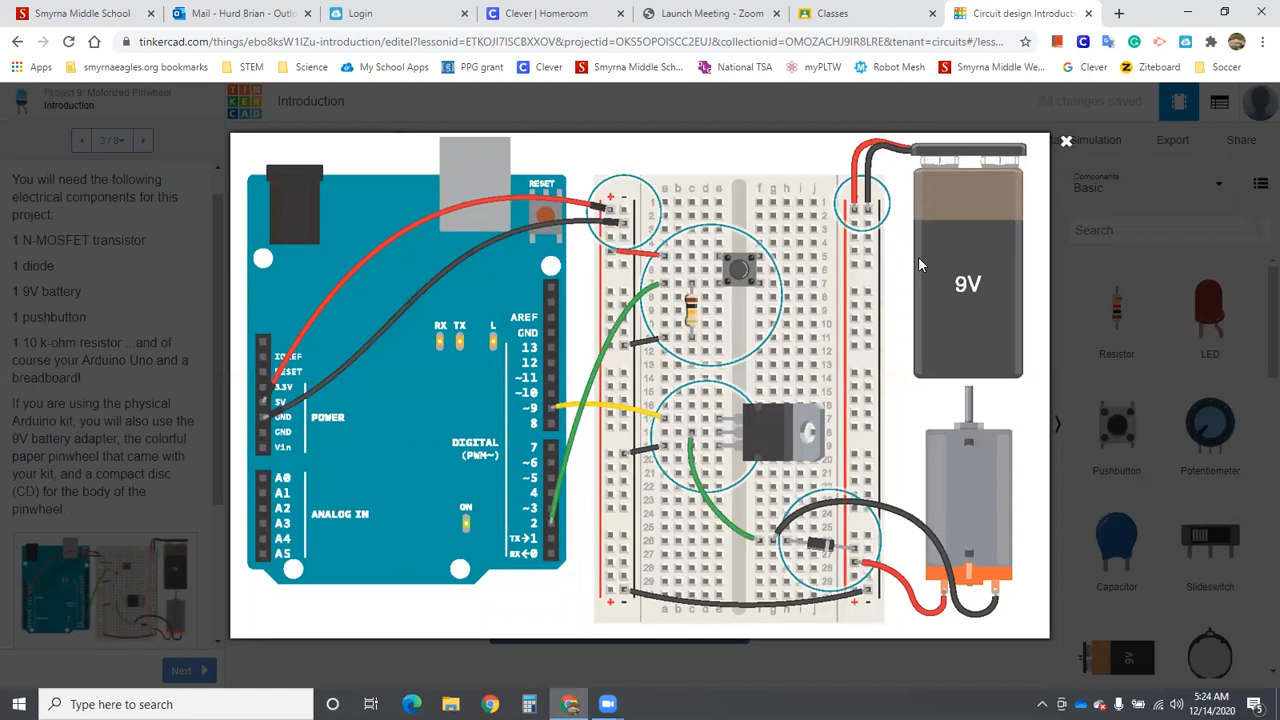 Smyrna Middle School
Mail - Hurd Brian - Outlo
Login
Clever | Homeroom
Launch Meeting - Zoom
Classes
Circuit design Introducti
tinkercad.com/things/ebo8ksW1IZu-introduction/editel?lessonid=ETKOJI7ISCBXXOV&projectid=OKS5OPOISCC2EUJ&collectionid=OMOZACHJ9IR8LRE&tenant=circuits#/less...
Apps
smyrnaeagles.org bookmarks
STEM
Science
My School Apps
PPG grant
Clever
Smyrna Middle Sch...
National TSA
myPLTW
Robot Mesh
Smyrna Middle We...
Clever
Ziteboard
Soccer
Project 9: Motorized Pinwheel
Introduction
TIN
KER
CAD
Introduction
All changes saved
3/8
Simulation
Export
Share
You will need the following
electrical components for this
project:
1 N-MOSFET transistor
1 diode
1 9V battery
1 pushbutton
1 10 k-ohm resistor ... and of
course your Arduino Uno and a
breadboard!
If you are using the physical
Arduino kit, you will also use the
9V battery adapter, the colorful
paper pinwheel that came with
your kit, and a compact disc
(CD) for the body of the
pinwheel.
Next
RESET
AREF
GND
13
12
~11
~10
~9
8
7
~6
~5
4
~3
2
TX→1
RX←0
RX TX L
ON
DIGITAL
(PWM~)
IOREF
RESET
3.3V
5V
GND
GND
Vin
POWER
A0
A1
A2
A3
A4
A5
ANALOG IN
a b c d e f g h i j
9V
Components
Basic
Search
Resistor
LED
Pushbutton
Potentiometer
Capacitor
Slideswitch
9V
Type here to search
5:24 AM
12/14/2020